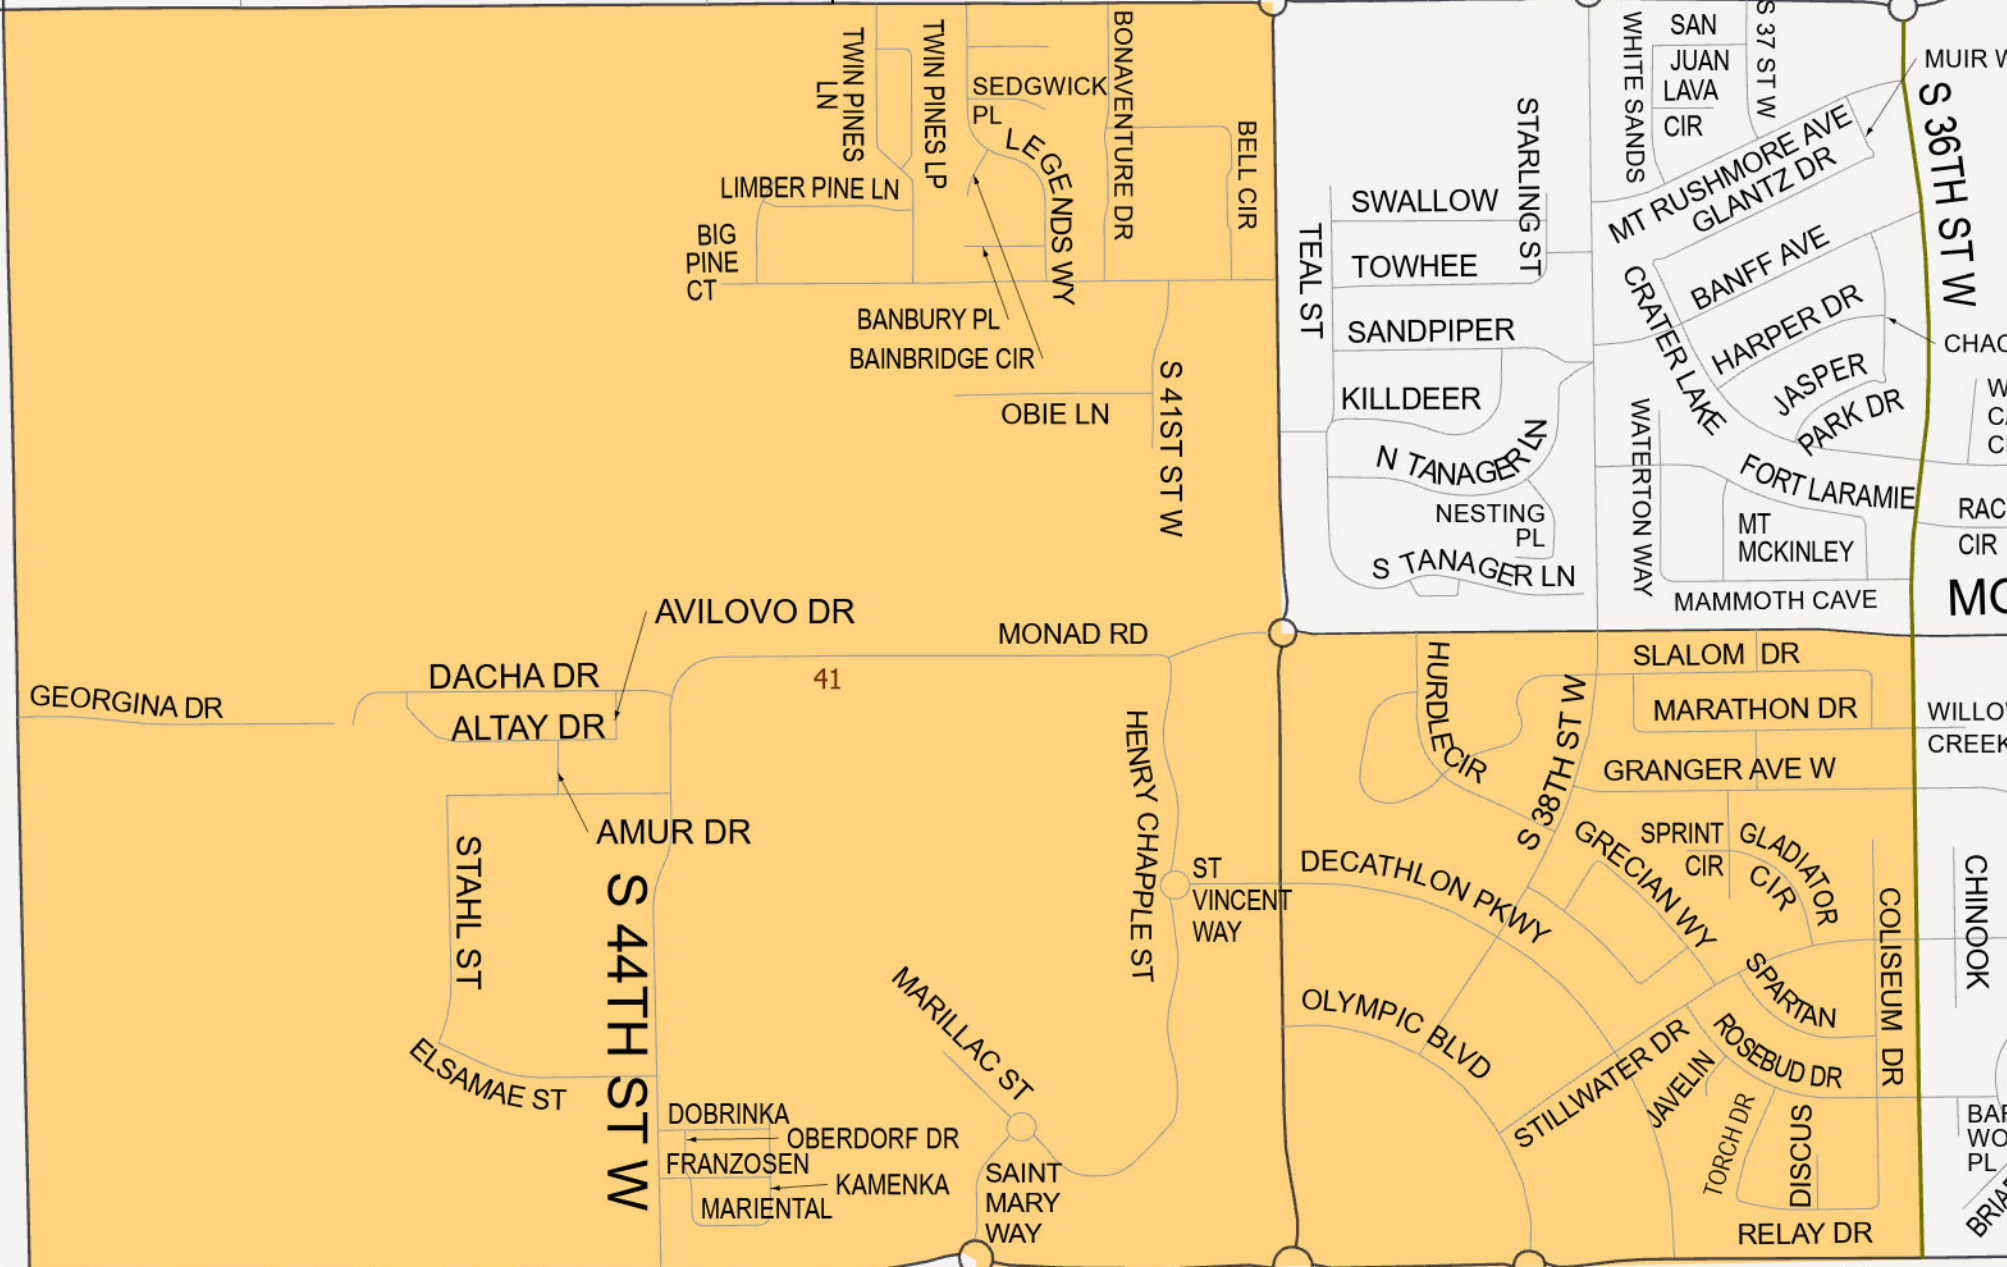 TWIN PINES
LN
TWIN PINES LP
SEDGWICK
PL
LEGENDS WY
BONAVENTURE DR
BELL CIR
LIMBER PINE LN
BIG
PINE
CT
BANBURY PL
BAINBRIDGE CIR
OBIE LN
S 41ST ST W
TEAL ST
SWALLOW
STARLING ST
TOWHEE
SANDPIPER
KILLDEER
N TANAGER LN
NESTING
PL
S TANAGER LN
WHITE SANDS
SAN
JUAN
LAVA
CIR
S 37 ST W
MUIR W
MT RUSHMORE AVE
GLANTZ DR
S 36TH ST W
BANFF AVE
CRATER LAKE
HARPER DR
CHAC
JASPER
PARK DR
W
CA
CI
WATERTON WAY
FORT LARAMIE
MT
MCKINLEY
RAC
CIR
MAMMOTH CAVE
MO
AVILOVO DR
MONAD RD
41
DACHA DR
GEORGINA DR
ALTAY DR
AMUR DR
STAHL ST
S 44TH ST W
ELSAMAE ST
HENRY CHAPPLE ST
ST
VINCENT
WAY
MARILLAC ST
DOBRINKA
OBERDORF DR
FRANZOSEN
KAMENKA
MARIENTAL
SAINT
MARY
WAY
HURDLE CIR
S 38TH ST W
SLALOM DR
MARATHON DR
WILLOW
CREEK
GRANGER AVE W
DECATHLON PKWY
GRECIAN WY
SPRINT
CIR
GLADIATOR
CIR
COLISEUM DR
CHINOOK
OLYMPIC BLVD
SPARTAN
STILLWATER DR
ROSEBUD DR
JAVELIN
TORCH DR
DISCUS
RELAY DR
BAR
WO
PL
BRIA